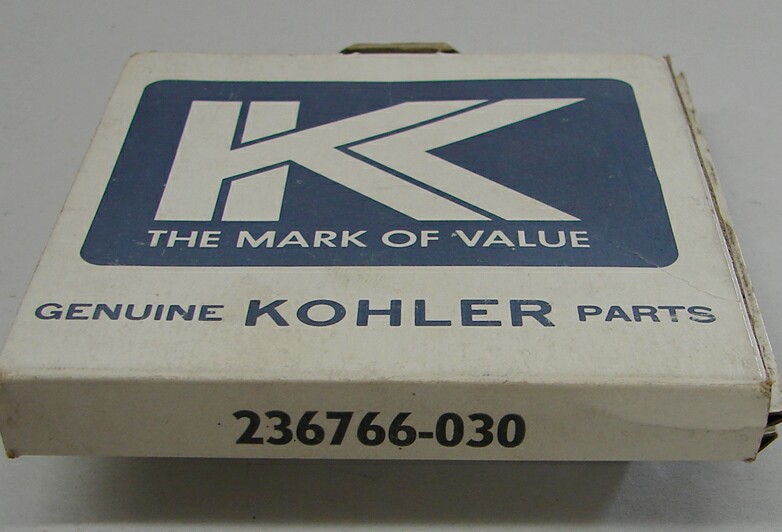 K
THE MARK OF VALUE
GENUINE KOHLER PARTS
236766-030